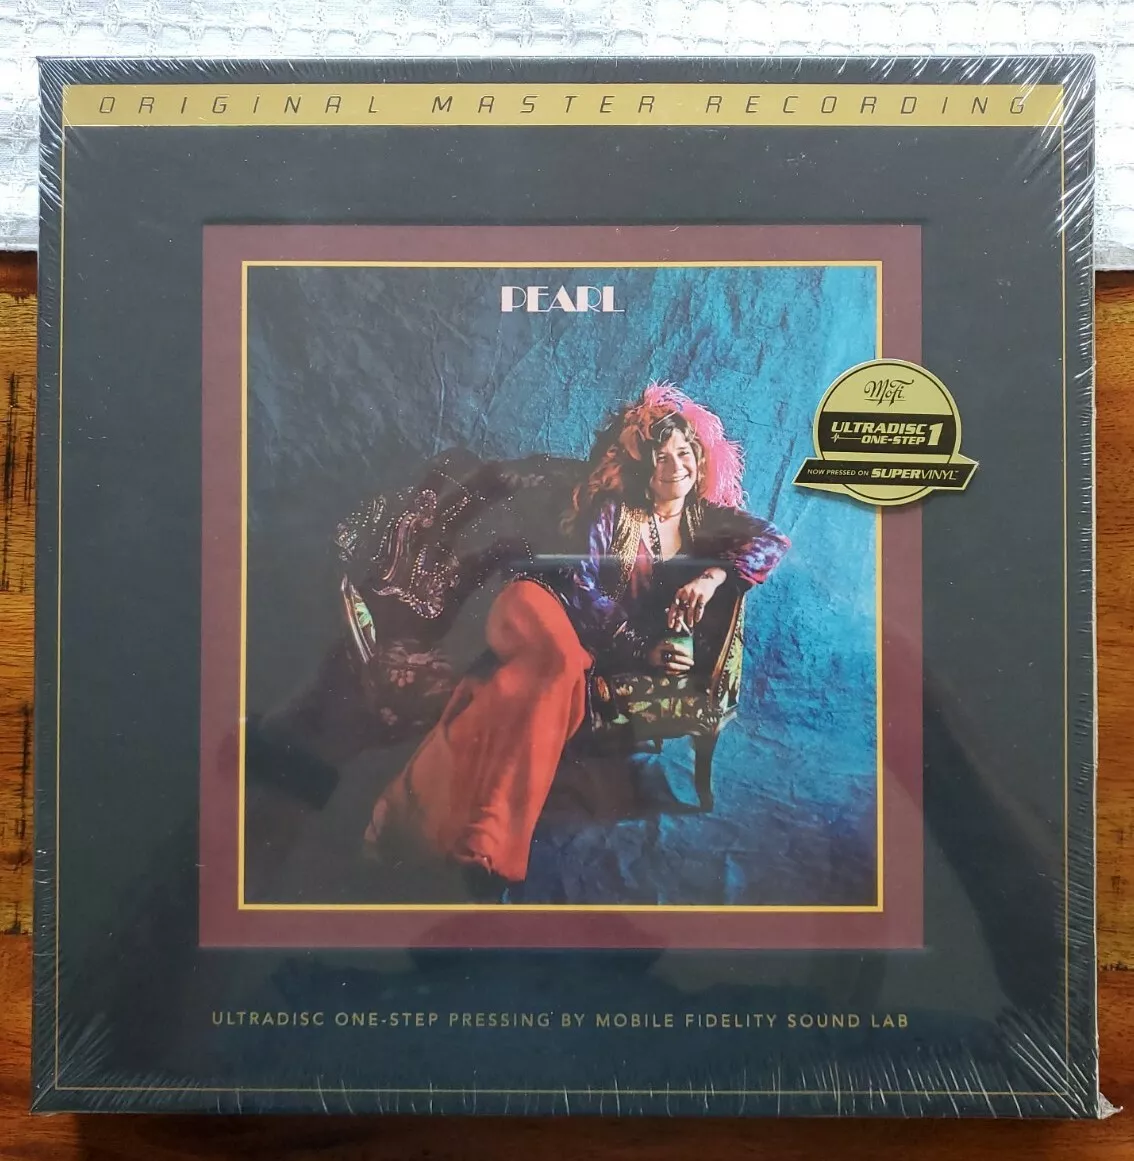 ORIGINAL MASTER RECORDING
PEARL
MoFi
ULTRADISC
ONE-STEP 1
NOW PRESSED ON SUPERVINYL™
ULTRADISC ONE-STEP PRESSING BY MOBILE FIDELITY SOUND LAB